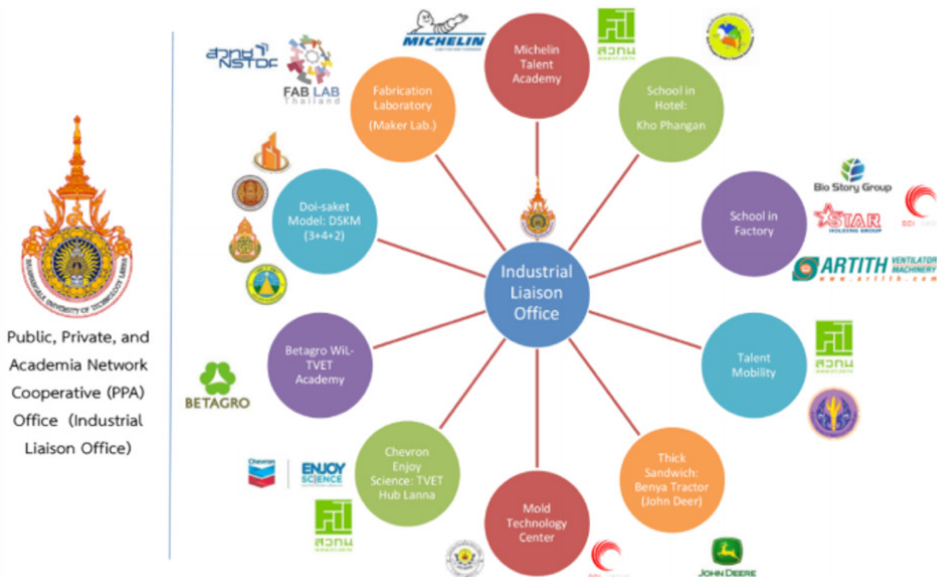 Public, Private, and
Academia Network
Cooperative (PPA)
Office (Industrial
Liaison Office)
สวทช
NSTDA
FAB LAB
Thailand
MICHELIN
สวทน
Michelin
Talent
Academy
Fabrication
Laboratory
(Maker Lab.)
School in
Hotel:
Kho Phangan
Doi-saket
Model: DSKM
(3+4+2)
School in
Factory
Bio Story Group
STAR
HOLDING GROUP
ARTITH VENTILATOR
MACHINERY
www.artith.com
Industrial
Liaison
Office
Betagro WiL-
TVET
Academy
BETAGRO
Talent
Mobility
สวทน
Chevron
Enjoy
Science: TVET
Hub Lanna
Chevron
ENJOY
SCIENCE
สวทน
Mold
Technology
Center
Thick
Sandwich:
Benya Tractor
(John Deer)
JOHN DEERE